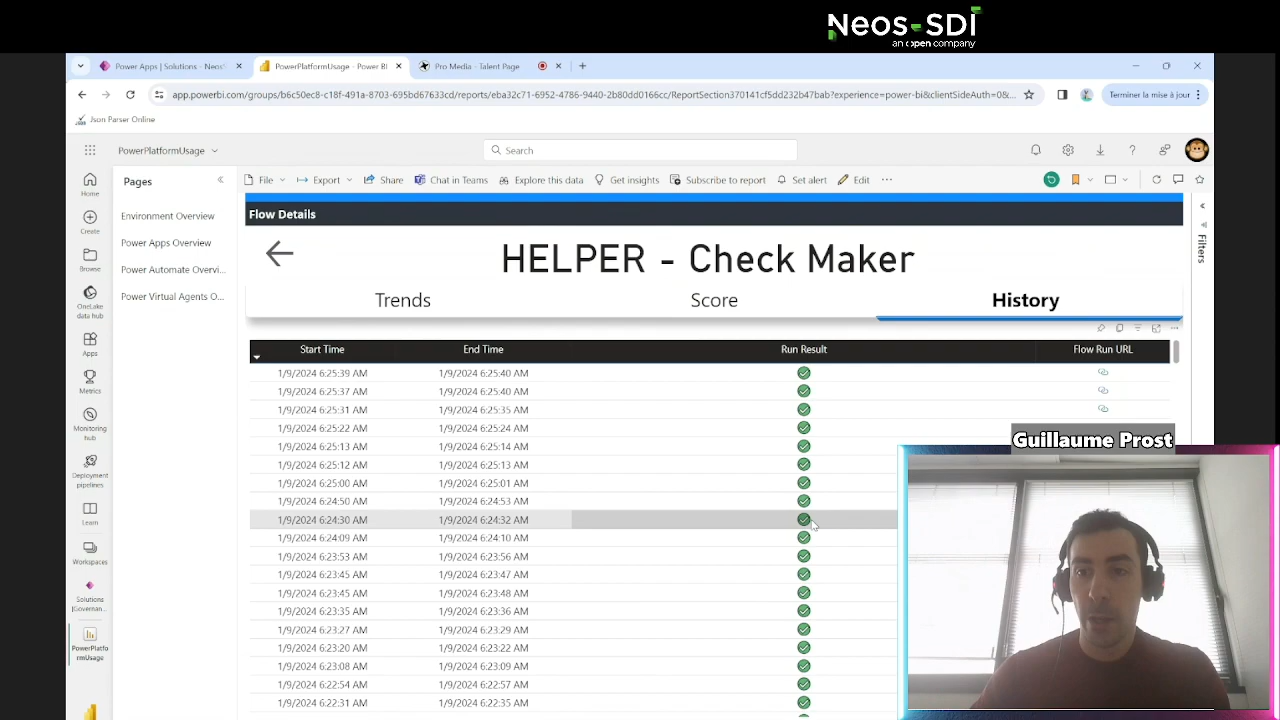 Neos-SDI
an open company
Power Apps | Solutions - Neos
PowerPlatformUsage - Power BI
Pro Media - Talent Page
app.powerbi.com/groups/b6c50ec8-c18f-491a-8703-695bd67633cd/reports/eba32c71-6952-4786-9440-2b80dd0166cc/ReportSection370141cf5dd232b47bab?experience=power-bi&clientSideAuth=0&...
Terminer la mise à jour
Json Parser Online
PowerPlatformUsage
Search
Pages
File
Export
Share
Chat in Teams
Explore this data
Get insights
Subscribe to report
Set alert
Edit
Home
Create
Browse
OneLake data hub
Apps
Metrics
Monitoring hub
Deployment pipelines
Learn
Workspaces
Solutions (Governan...
PowerPlatfo rmUsage
Environment Overview
Power Apps Overview
Power Automate Overvi...
Power Virtual Agents O...
Filters
Flow Details
HELPER - Check Maker
Trends Score History
Start Time End Time Run Result Flow Run URL
1/9/2024 6:25:39 AM 1/9/2024 6:25:40 AM
1/9/2024 6:25:37 AM 1/9/2024 6:25:40 AM
1/9/2024 6:25:31 AM 1/9/2024 6:25:35 AM
1/9/2024 6:25:22 AM 1/9/2024 6:25:24 AM
1/9/2024 6:25:13 AM 1/9/2024 6:25:14 AM
1/9/2024 6:25:12 AM 1/9/2024 6:25:13 AM
1/9/2024 6:25:00 AM 1/9/2024 6:25:01 AM
1/9/2024 6:24:50 AM 1/9/2024 6:24:53 AM
1/9/2024 6:24:30 AM 1/9/2024 6:24:32 AM
1/9/2024 6:24:09 AM 1/9/2024 6:24:10 AM
1/9/2024 6:23:53 AM 1/9/2024 6:23:56 AM
1/9/2024 6:23:45 AM 1/9/2024 6:23:47 AM
1/9/2024 6:23:45 AM 1/9/2024 6:23:48 AM
1/9/2024 6:23:35 AM 1/9/2024 6:23:36 AM
1/9/2024 6:23:27 AM 1/9/2024 6:23:29 AM
1/9/2024 6:23:20 AM 1/9/2024 6:23:22 AM
1/9/2024 6:23:08 AM 1/9/2024 6:23:09 AM
1/9/2024 6:22:54 AM 1/9/2024 6:22:57 AM
1/9/2024 6:22:31 AM 1/9/2024 6:22:35 AM
Guillaume Prost